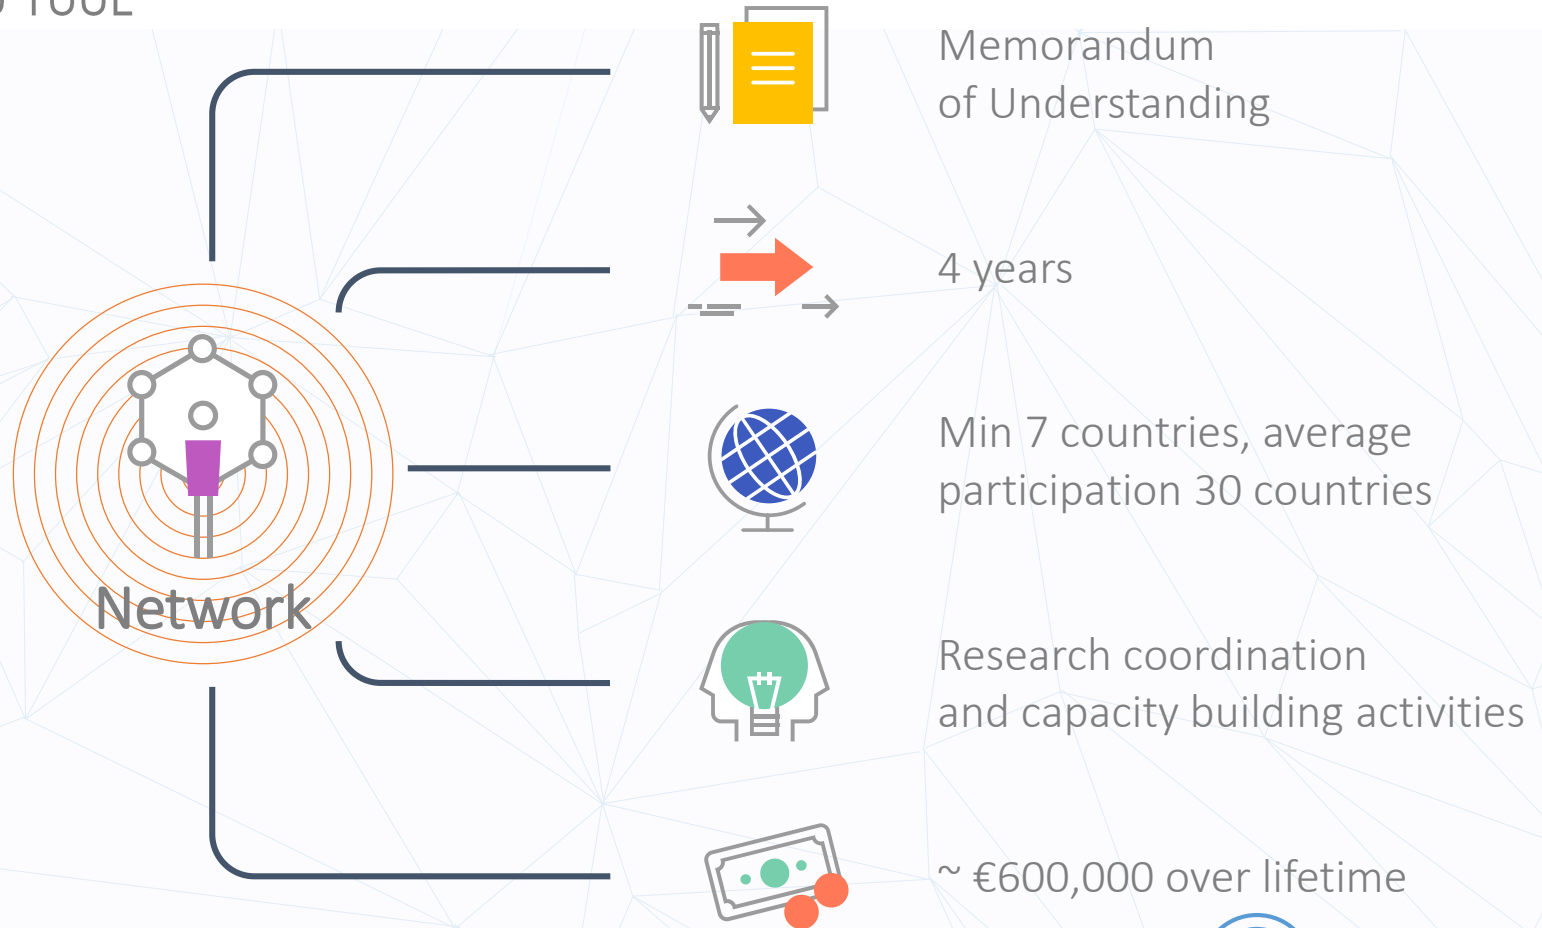 TOOL
Memorandum
of Understanding
4 years
Min 7 countries, average
participation 30 countries
Network
Research coordination
and capacity building activities
~ €600,000 over lifetime